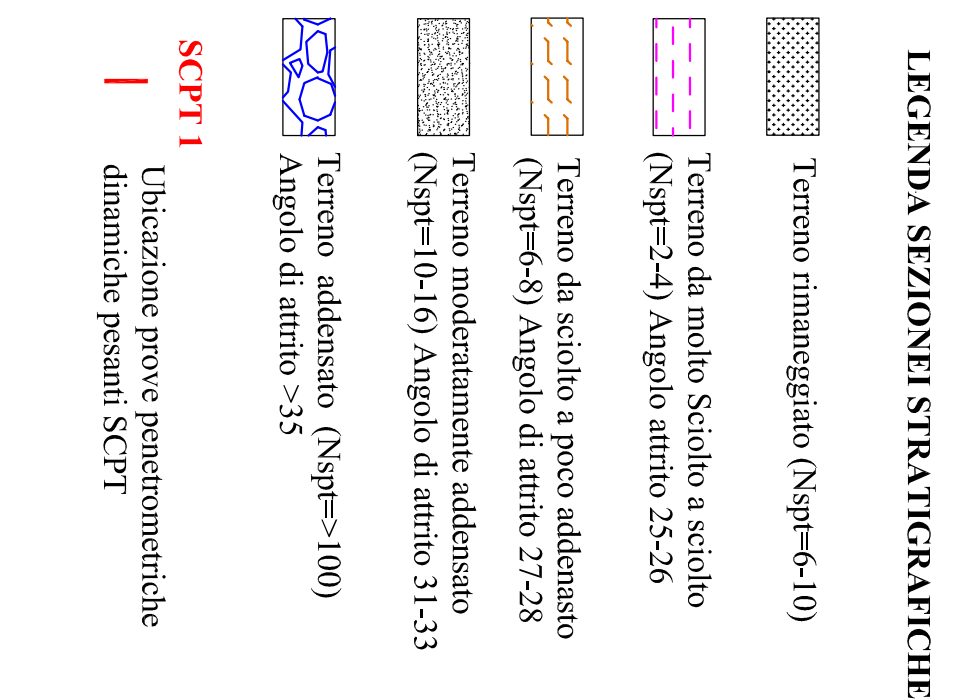 LEGENDA SEZIONEI STRATIGRAFICHE
Terreno rimaneggiato (Nspt=6-10)
Terreno da molto Sciolto a sciolto
(Nspt=2-4) Angolo attrito 25-26
Terreno da sciolto a poco addenasto
(Nspt=6-8) Angolo di attrito 27-28
Terreno moderatamente addensato
(Nspt=10-16) Angolo di attrito 31-33
Terreno addensato (Nspt=>100)
Angolo di attrito >35
SCPT 1
Ubicazione prove penetrometriche
dinamiche pesanti SCPT